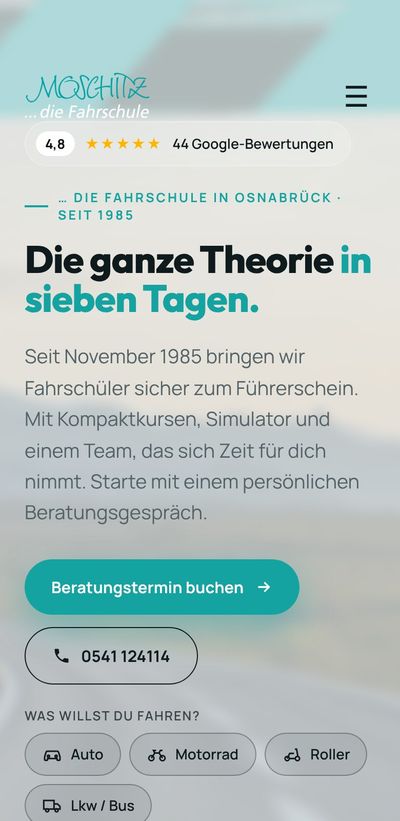 MOSCHITZ
...die Fahrschule
4,8 ★★★★★ 44 Google-Bewertungen
… DIE FAHRSCHULE IN OSNABRÜCK ·
SEIT 1985
Die ganze Theorie in
sieben Tagen.
Seit November 1985 bringen wir
Fahrschüler sicher zum Führerschein.
Mit Kompaktkursen, Simulator und
einem Team, das sich Zeit für dich
nimmt. Starte mit einem persönlichen
Beratungsgespräch.
Beratungstermin buchen →
0541 124114
WAS WILLST DU FAHREN?
Auto Motorrad Roller
Lkw / Bus